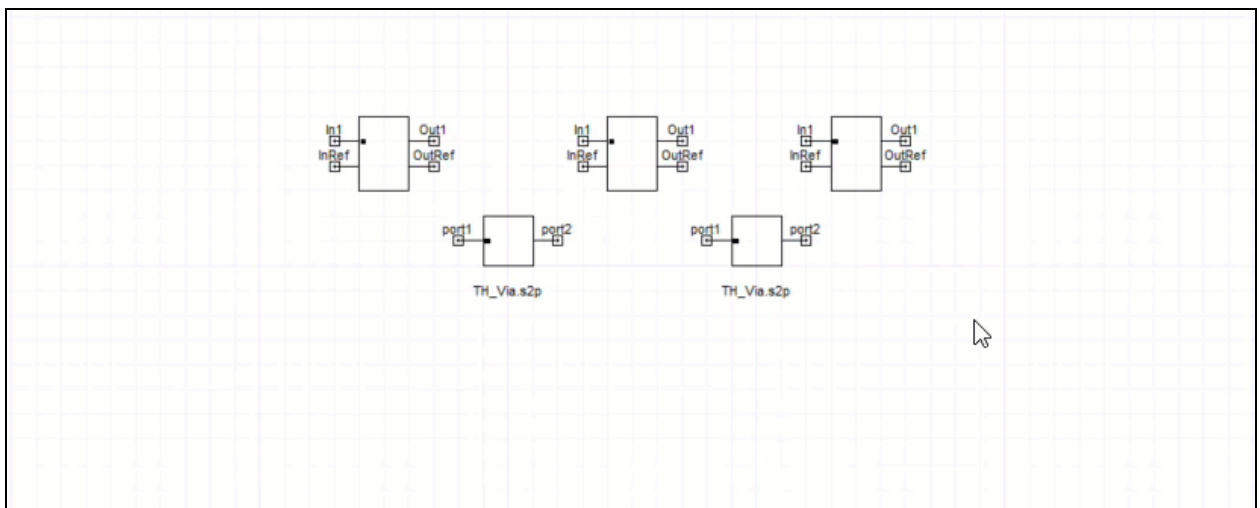 In1 Out1 In1 Out1 In1 Out1
InRef OutRef InRef OutRef InRef OutRef
port1 port2 port1 port2
TH_Via.s2p TH_Via.s2p